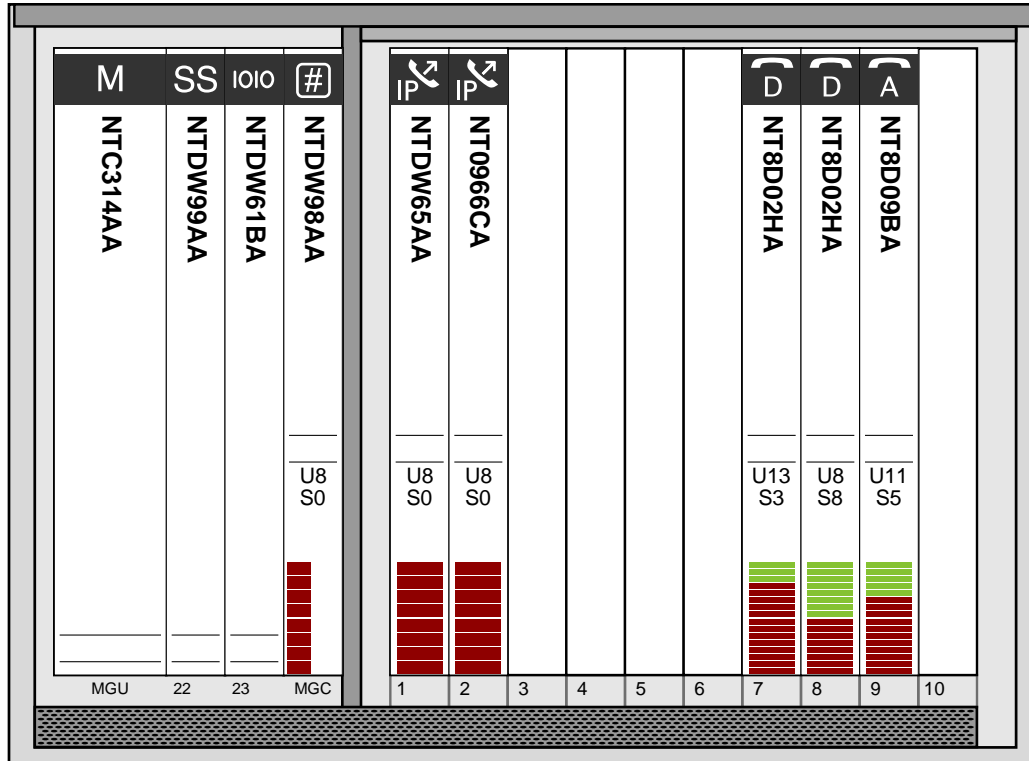 M
SS
IOIO
#
IP
IP
D
D
A
NTC314AA
NTDW99AA
NTDW61BA
NTDW98AA
NTDW65AA
NT0966CA
NT8D02HA
NT8D02HA
NT8D09BA
U8
S0
U8
S0
U8
S0
U13
S3
U8
S8
U11
S5
MGU
22
23
MGC
1
2
3
4
5
6
7
8
9
10